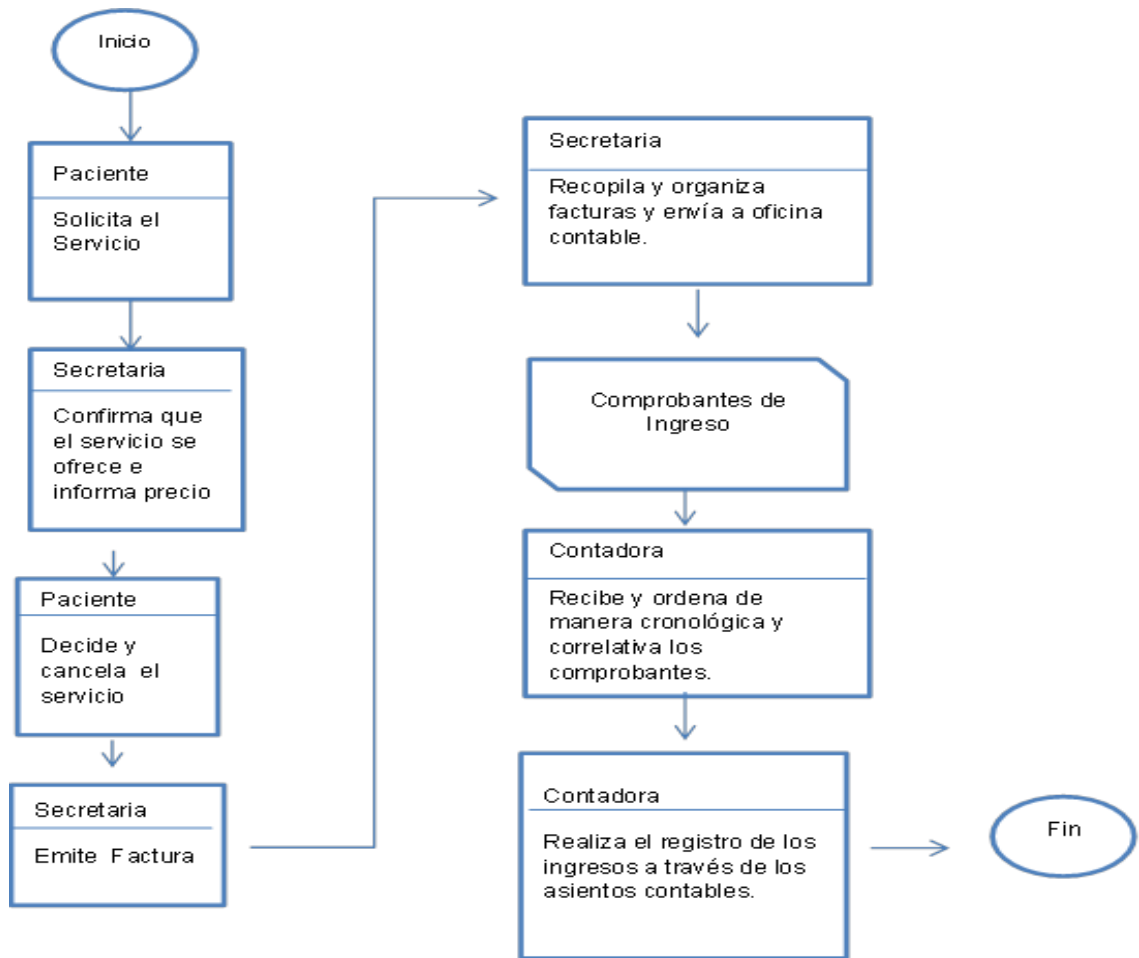 Inicio
Paciente
Solicita el
Servicio
Secretaria
Confirma que
el servicio se
ofrece e
informa precio
Paciente
Decide y
cancela el
servicio
Secretaria
Emite Factura
Secretaria
Recopila y organiza
facturas y envía a oficina
contable.
Comprobantes de
Ingreso
Contadora
Recibe y ordena de
manera cronológica y
correlativa los
comprobantes.
Contadora
Realiza el registro de los
ingresos a través de los
asientos contables.
Fin